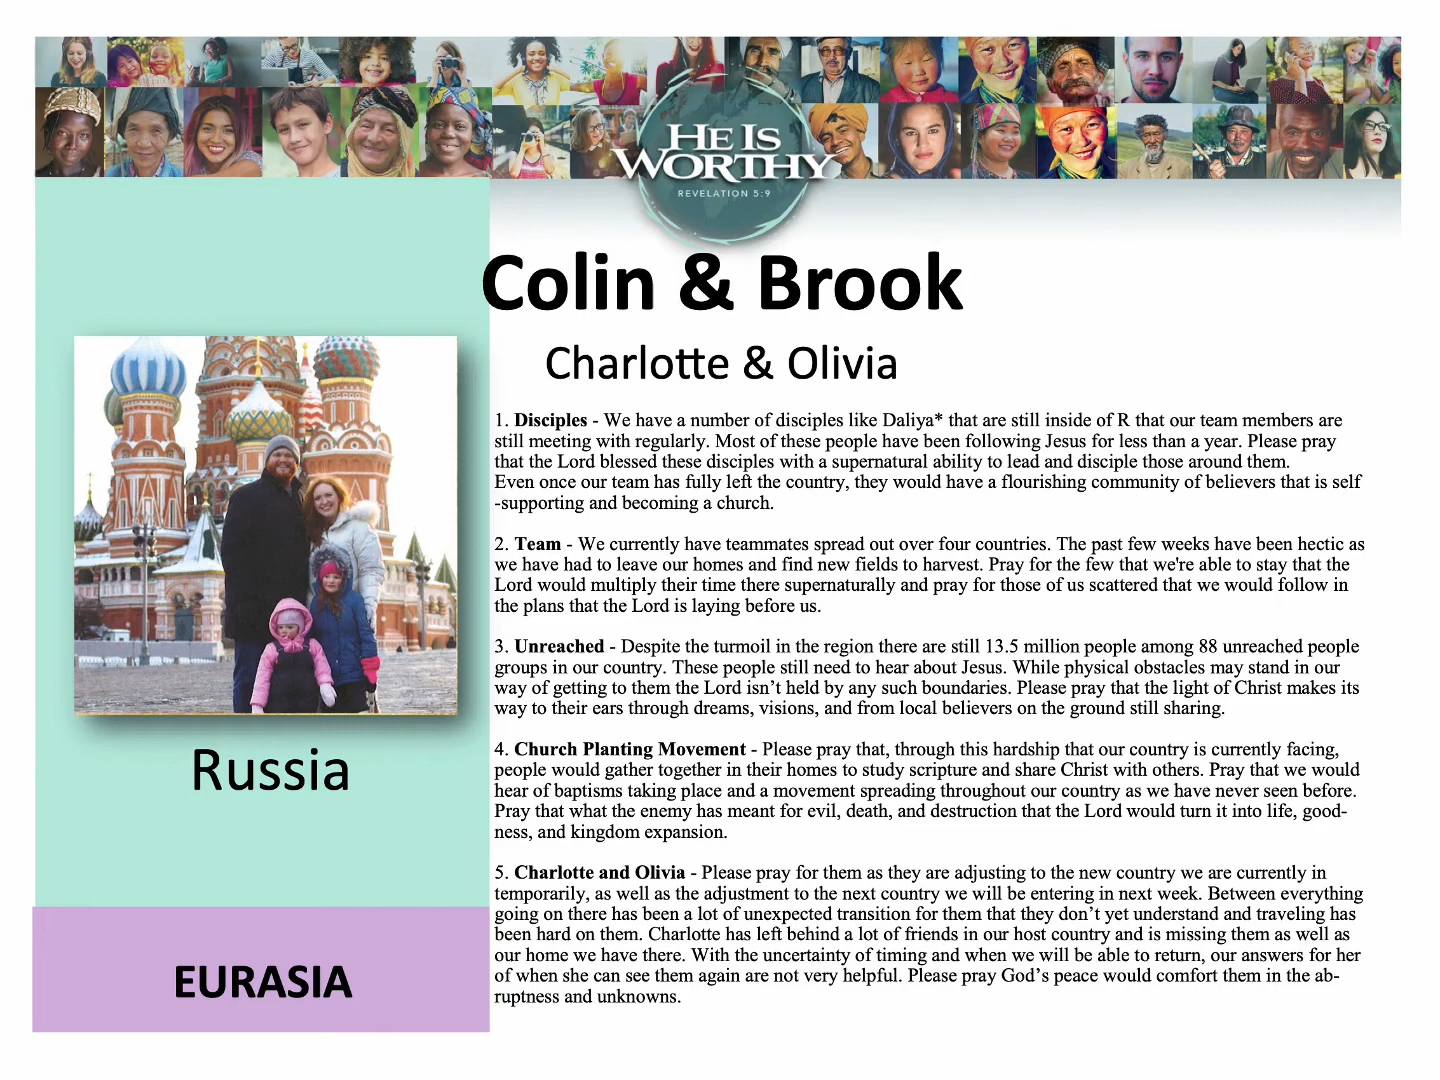 HE IS
WORTHY
REVELATION 5:9
Colin & Brook
Charlotte & Olivia
1. Disciples - We have a number of disciples like Daliya* that are still inside of R that our team members are
still meeting with regularly. Most of these people have been following Jesus for less than a year. Please pray
that the Lord blessed these disciples with a supernatural ability to lead and disciple those around them.
Even once our team has fully left the country, they would have a flourishing community of believers that is self
-supporting and becoming a church.
2. Team - We currently have teammates spread out over four countries. The past few weeks have been hectic as
we have had to leave our homes and find new fields to harvest. Pray for the few that we're able to stay that the
Lord would multiply their time there supernaturally and pray for those of us scattered that we would follow in
the plans that the Lord is laying before us.
3. Unreached - Despite the turmoil in the region there are still 13.5 million people among 88 unreached people
groups in our country. These people still need to hear about Jesus. While physical obstacles may stand in our
way of getting to them the Lord isn’t held by any such boundaries. Please pray that the light of Christ makes its
way to their ears through dreams, visions, and from local believers on the ground still sharing.
4. Church Planting Movement - Please pray that, through this hardship that our country is currently facing,
people would gather together in their homes to study scripture and share Christ with others. Pray that we would
hear of baptisms taking place and a movement spreading throughout our country as we have never seen before.
Pray that what the enemy has meant for evil, death, and destruction that the Lord would turn it into life, good-
ness, and kingdom expansion.
5. Charlotte and Olivia - Please pray for them as they are adjusting to the new country we are currently in
temporarily, as well as the adjustment to the next country we will be entering in next week. Between everything
going on there has been a lot of unexpected transition for them that they don’t yet understand and traveling has
been hard on them. Charlotte has left behind a lot of friends in our host country and is missing them as well as
our home we have there. With the uncertainty of timing and when we will be able to return, our answers for her
of when she can see them again are not very helpful. Please pray God’s peace would comfort them in the ab-
ruptness and unknowns.
Russia
EURASIA